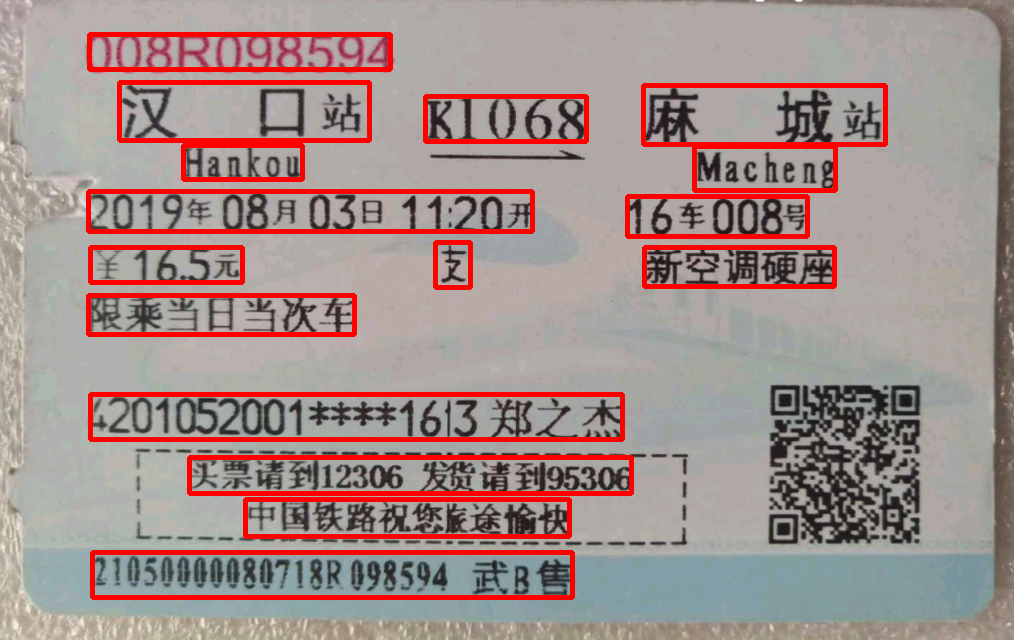 008R098594
汉口站 K1068 麻城站
Hankou Macheng
2019年08月03日 11:20开 16车008号
￥16.5元 支 新空调硬座
限乘当日当次车
4201052001****1613 郑之杰
买票请到12306 发货请到95306
中国铁路祝您旅途愉快
21050000080718R098594 武B售